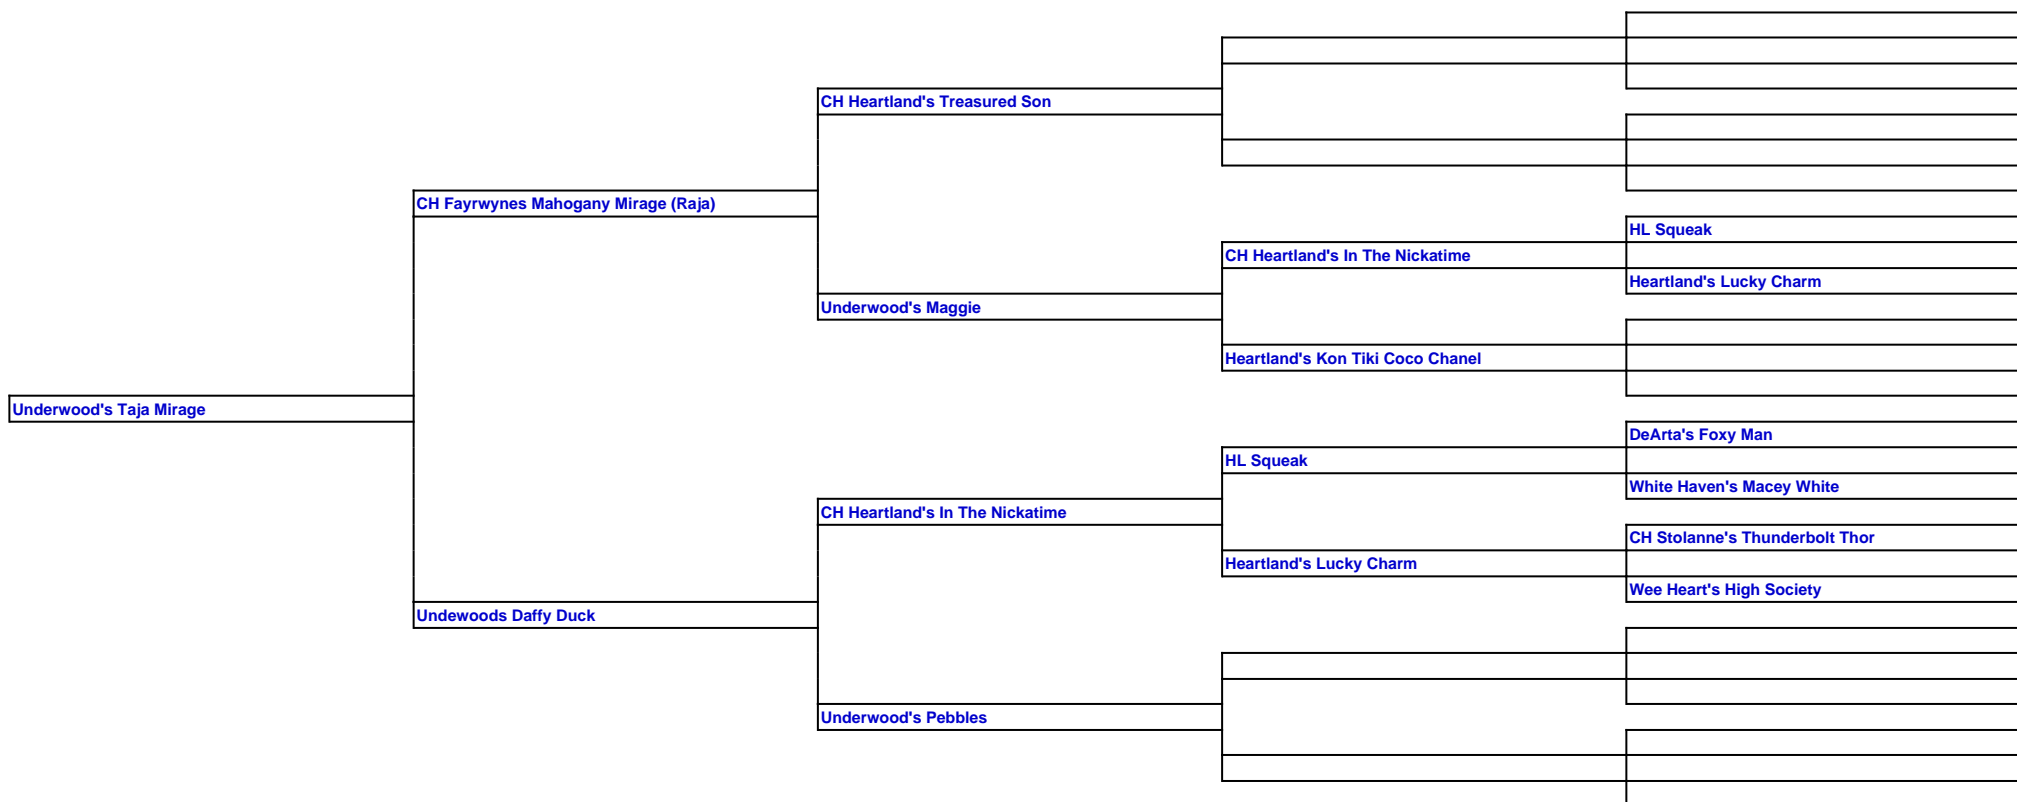 CH Heartland's Treasured Son
CH Fayrwynes Mahogany Mirage (Raja)
HL Squeak
CH Heartland's In The Nickatime
Heartland's Lucky Charm
Underwood's Maggie
Heartland's Kon Tiki Coco Chanel
Underwood's Taja Mirage
DeArta's Foxy Man
HL Squeak
White Haven's Macey White
CH Heartland's In The Nickatime
CH Stolanne's Thunderbolt Thor
Heartland's Lucky Charm
Wee Heart's High Society
Undewoods Daffy Duck
Underwood's Pebbles